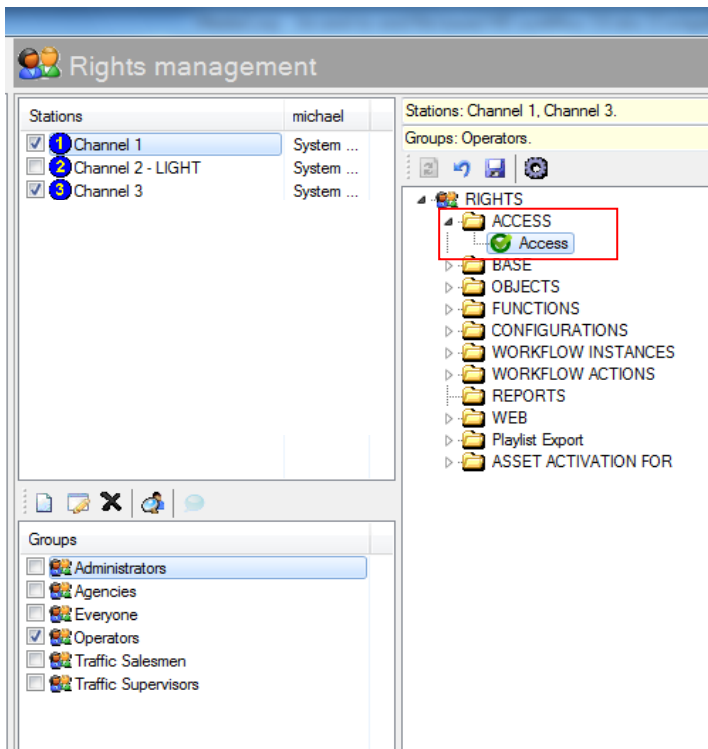 Rights management
Stations michael
1 Channel 1 System ...
2 Channel 2 - LIGHT System ...
3 Channel 3 System ...
Groups
Administrators
Agencies
Everyone
Operators
Traffic Salesmen
Traffic Supervisors
Stations: Channel 1, Channel 3.
Groups: Operators.
RIGHTS
ACCESS
Access
BASE
OBJECTS
FUNCTIONS
CONFIGURATIONS
WORKFLOW INSTANCES
WORKFLOW ACTIONS
REPORTS
WEB
Playlist Export
ASSET ACTIVATION FOR